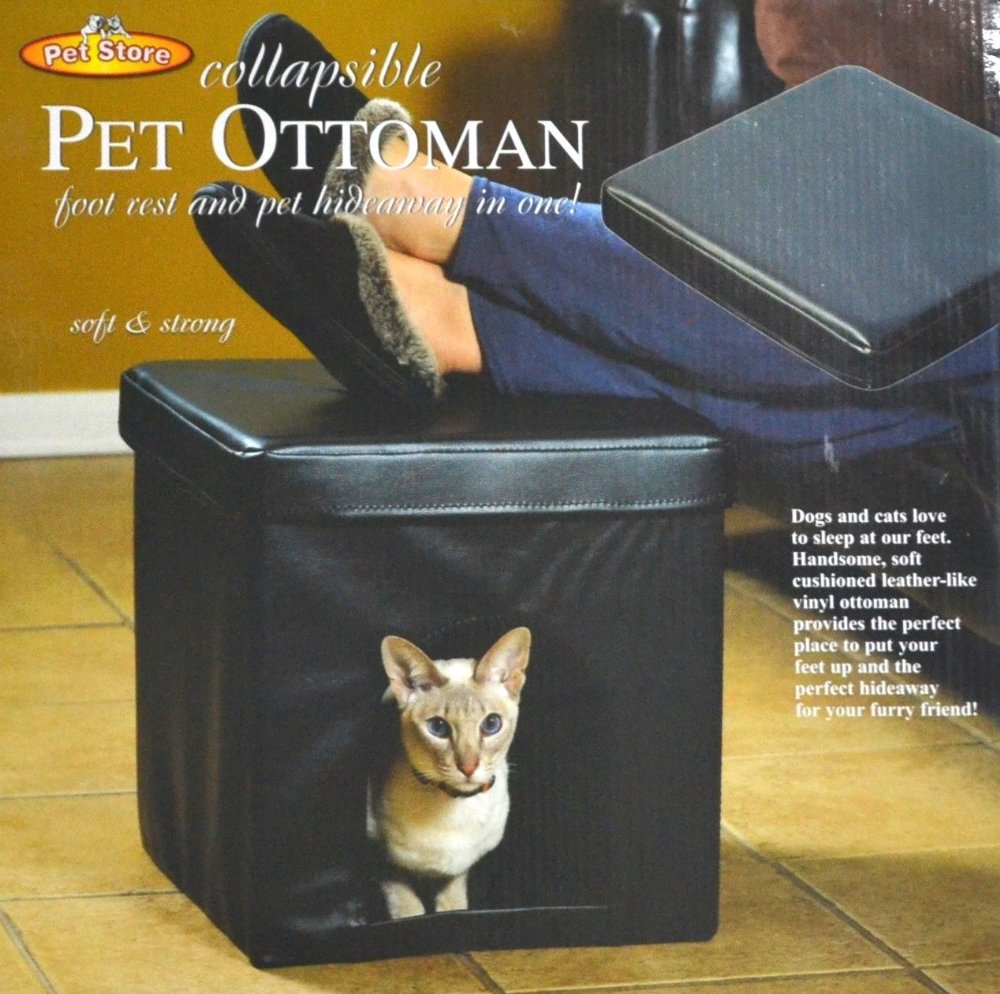 Pet Store
collapsible
PET OTTOMAN
foot rest and pet hideaway in one!
soft & strong
Dogs and cats love
to sleep at our feet.
Handsome, soft
cushioned leather-like
vinyl ottoman
provides the perfect
place to put your
feet up and the
perfect hideaway
for your furry friend!